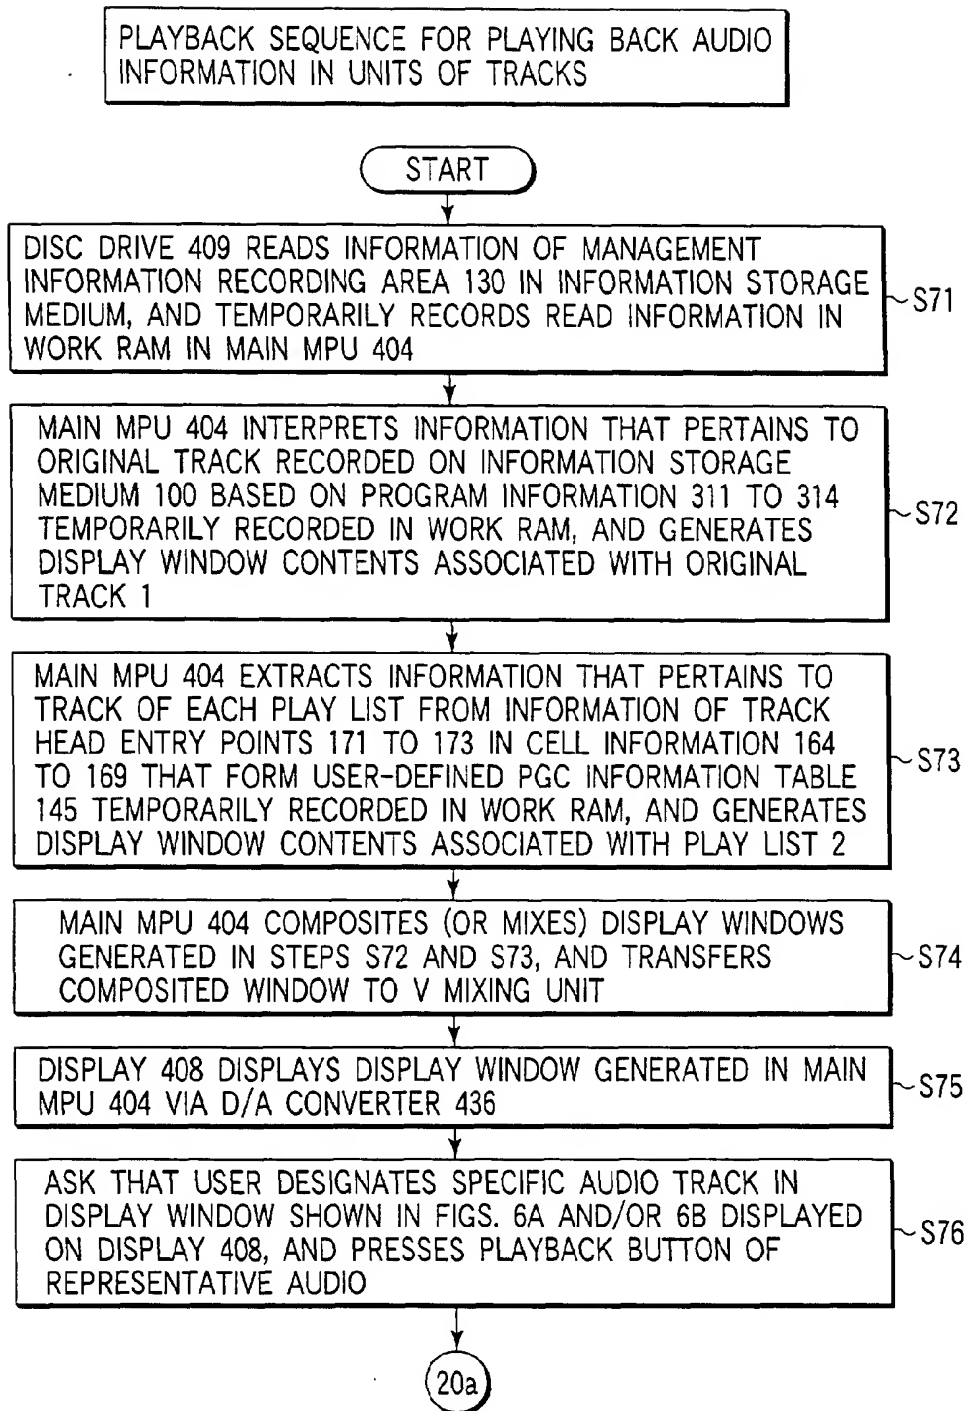 PLAYBACK SEQUENCE FOR PLAYING BACK AUDIO
INFORMATION IN UNITS OF TRACKS
START
DISC DRIVE 409 READS INFORMATION OF MANAGEMENT
INFORMATION RECORDING AREA 130 IN INFORMATION STORAGE
MEDIUM, AND TEMPORARILY RECORDS READ INFORMATION IN
WORK RAM IN MAIN MPU 404
S71
MAIN MPU 404 INTERPRETS INFORMATION THAT PERTAINS TO
ORIGINAL TRACK RECORDED ON INFORMATION STORAGE
MEDIUM 100 BASED ON PROGRAM INFORMATION 311 TO 314
TEMPORARILY RECORDED IN WORK RAM, AND GENERATES
DISPLAY WINDOW CONTENTS ASSOCIATED WITH ORIGINAL
TRACK 1
S72
MAIN MPU 404 EXTRACTS INFORMATION THAT PERTAINS TO
TRACK OF EACH PLAY LIST FROM INFORMATION OF TRACK
HEAD ENTRY POINTS 171 TO 173 IN CELL INFORMATION 164
TO 169 THAT FORM USER-DEFINED PGC INFORMATION TABLE
145 TEMPORARILY RECORDED IN WORK RAM, AND GENERATES
DISPLAY WINDOW CONTENTS ASSOCIATED WITH PLAY LIST 2
S73
MAIN MPU 404 COMPOSITES (OR MIXES) DISPLAY WINDOWS
GENERATED IN STEPS S72 AND S73, AND TRANSFERS
COMPOSITED WINDOW TO V MIXING UNIT
S74
DISPLAY 408 DISPLAYS DISPLAY WINDOW GENERATED IN MAIN
MPU 404 VIA D/A CONVERTER 436
S75
ASK THAT USER DESIGNATES SPECIFIC AUDIO TRACK IN
DISPLAY WINDOW SHOWN IN FIGS. 6A AND/OR 6B DISPLAYED
ON DISPLAY 408, AND PRESSES PLAYBACK BUTTON OF
REPRESENTATIVE AUDIO
S76
20a